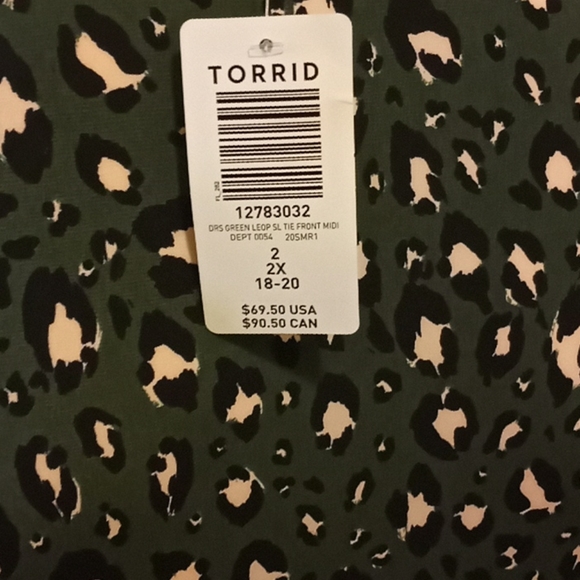 TORRID
FL_282
12783032
DRS GREEN LEOP SL TIE FRONT MIDI
DEPT 0054 20SMR1
2
2X
18-20
$69.50 USA
$90.50 CAN